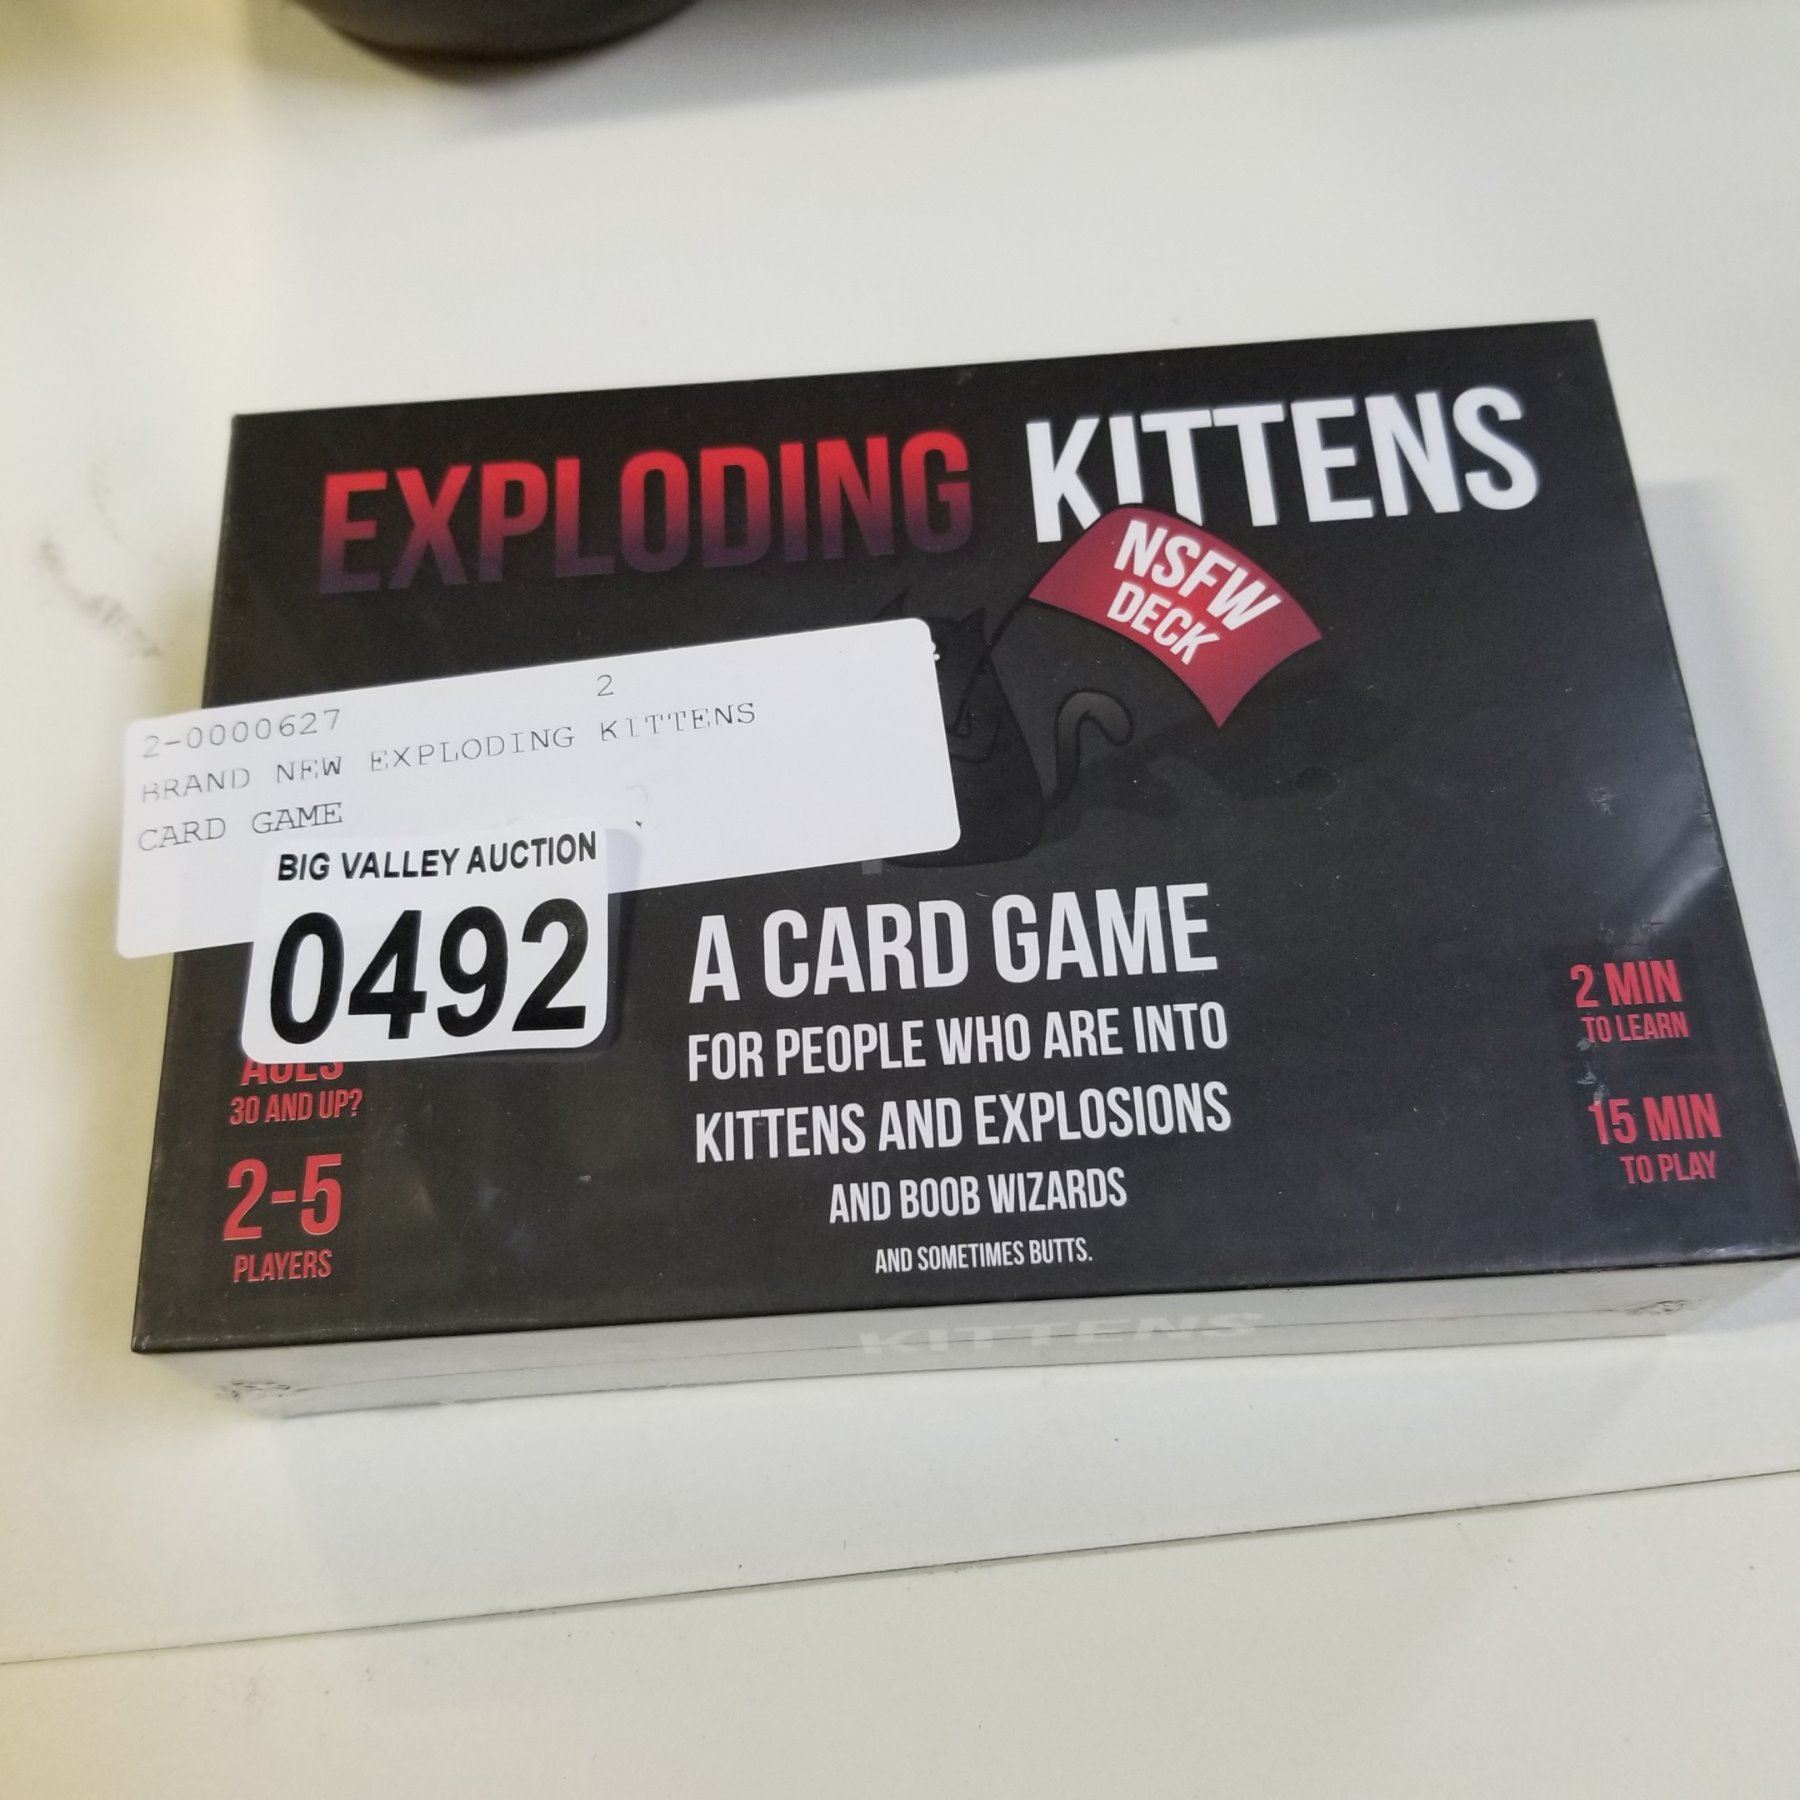 EXPLODING KITTENS
NSFW
DECK
2-0000627 2
BRAND NEW EXPLODING KITTENS
CARD GAME
BIG VALLEY AUCTION
0492
A CARD GAME
FOR PEOPLE WHO ARE INTO
KITTENS AND EXPLOSIONS
AND BOOB WIZARDS
AND SOMETIMES BUTTS.
AGES
30 AND UP?
2-5
PLAYERS
2 MIN
TO LEARN
15 MIN
TO PLAY
KITTENS